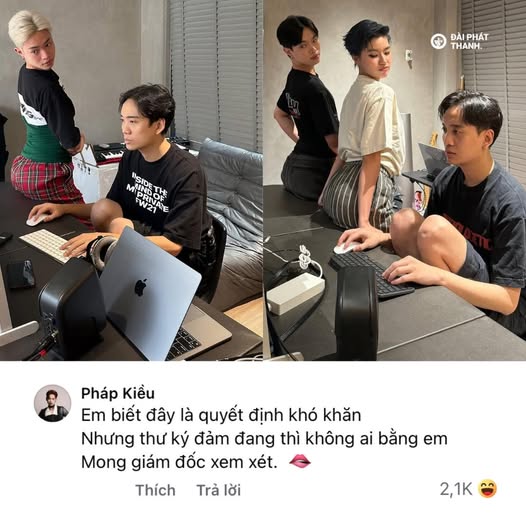 ĐÀI PHÁT
THANH.
INSIDE THE
MIND OF
MY PRIVATE
FW21
Pháp Kiều
Em biết đây là quyết định khó khăn
Nhưng thư ký đảm đang thì không ai bằng em
Mong giám đốc xem xét.
Thích Trả lời
2,1K